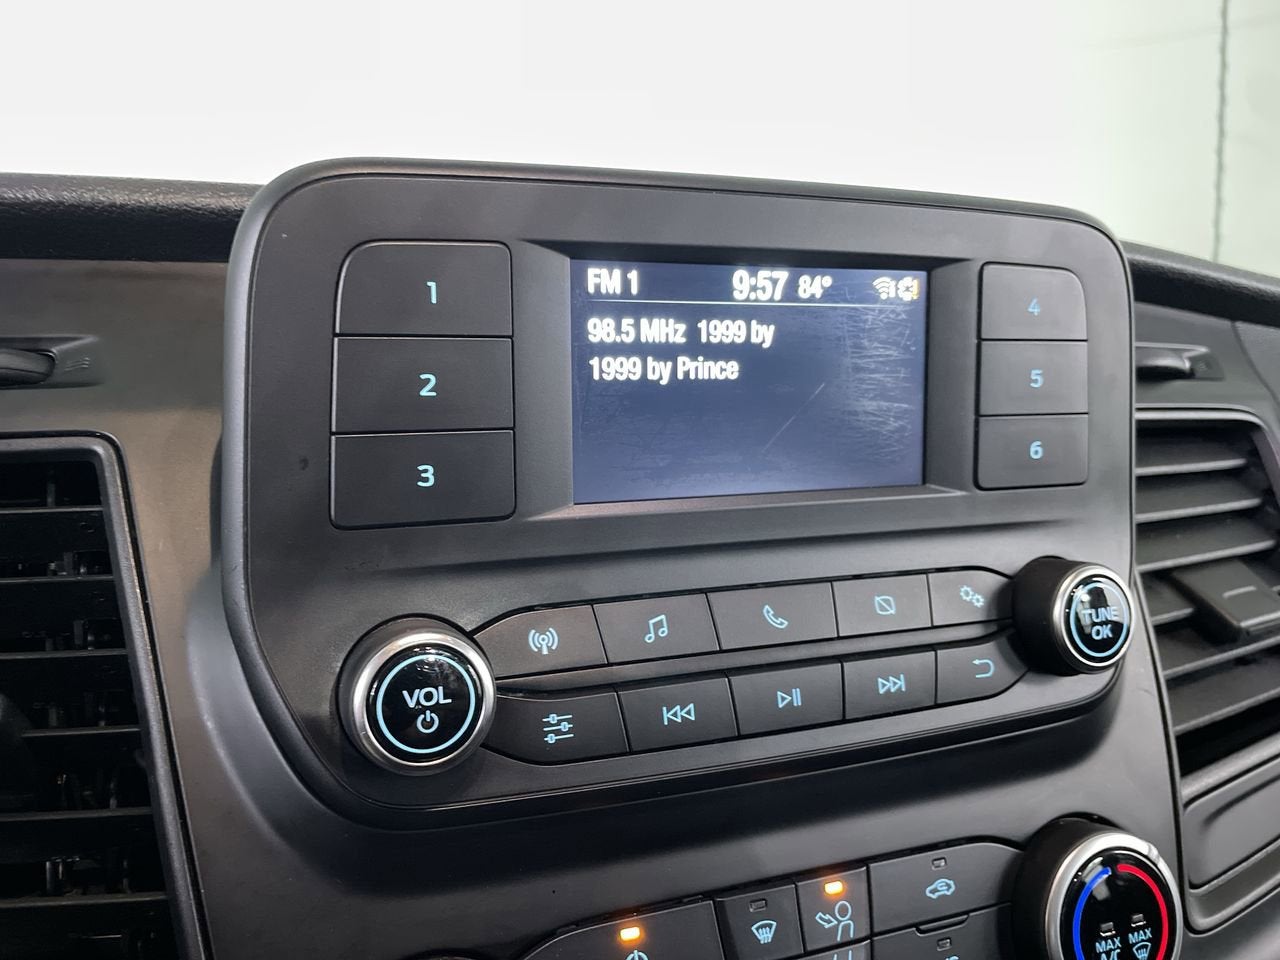 FM 1 9:57 84°
98.5 MHz 1999 by
1999 by Prince
1
2
3
4
5
6
VOL
TUNE
OK
MAX
A/C
MAX